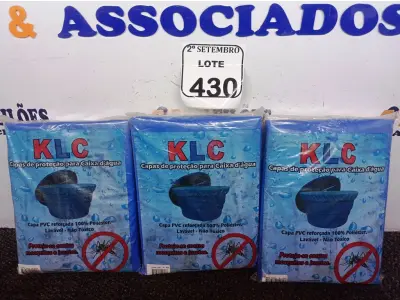 & ASSOCIADOS
2º SETEMBRO
LOTE
430
KLC
Capas de proteção para Caixa d'água
Capa PVC reforçada 100% Poliéster
Lavável - Não Tóxico
KLC
Capas de proteção para Caixa d'água
Capa PVC reforçada 100% Poliéster
Lavável - Não Tóxico
KLC
Capas de proteção para Caixa d'água
Capa PVC reforçada 100% Poliéster
Lavável - Não Tóxico